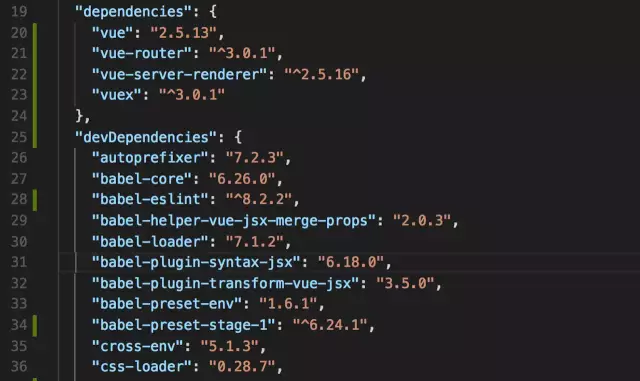 19 "dependencies": {
20 "vue": "2.5.13",
21 "vue-router": "^3.0.1",
22 "vue-server-renderer": "^2.5.16",
23 "vuex": "^3.0.1"
24 },
25 "devDependencies": {
26 "autoprefixer": "7.2.3",
27 "babel-core": "6.26.0",
28 "babel-eslint": "^8.2.2",
29 "babel-helper-vue-jsx-merge-props": "2.0.3",
30 "babel-loader": "7.1.2",
31 "babel-plugin-syntax-jsx": "6.18.0",
32 "babel-plugin-transform-vue-jsx": "3.5.0",
33 "babel-preset-env": "1.6.1",
34 "babel-preset-stage-1": "^6.24.1",
35 "cross-env": "5.1.3",
36 "css-loader": "0.28.7",